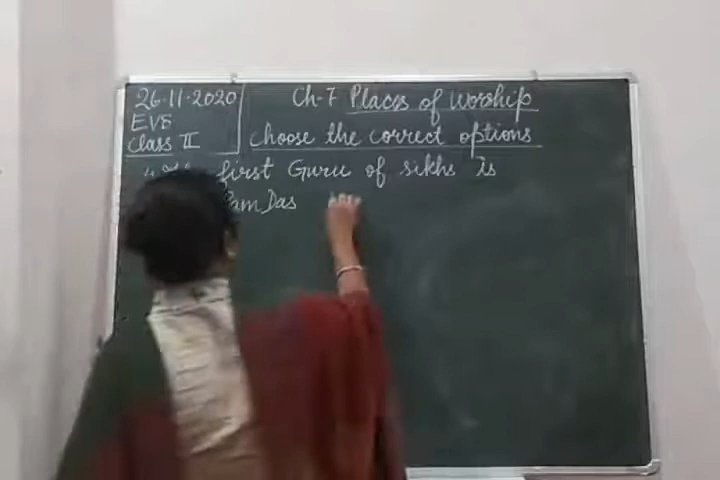 26.11.2020
EVS
Class II
Ch-7 Places of Worship
choose the correct options
first Guru of sikhs is
Ram Das